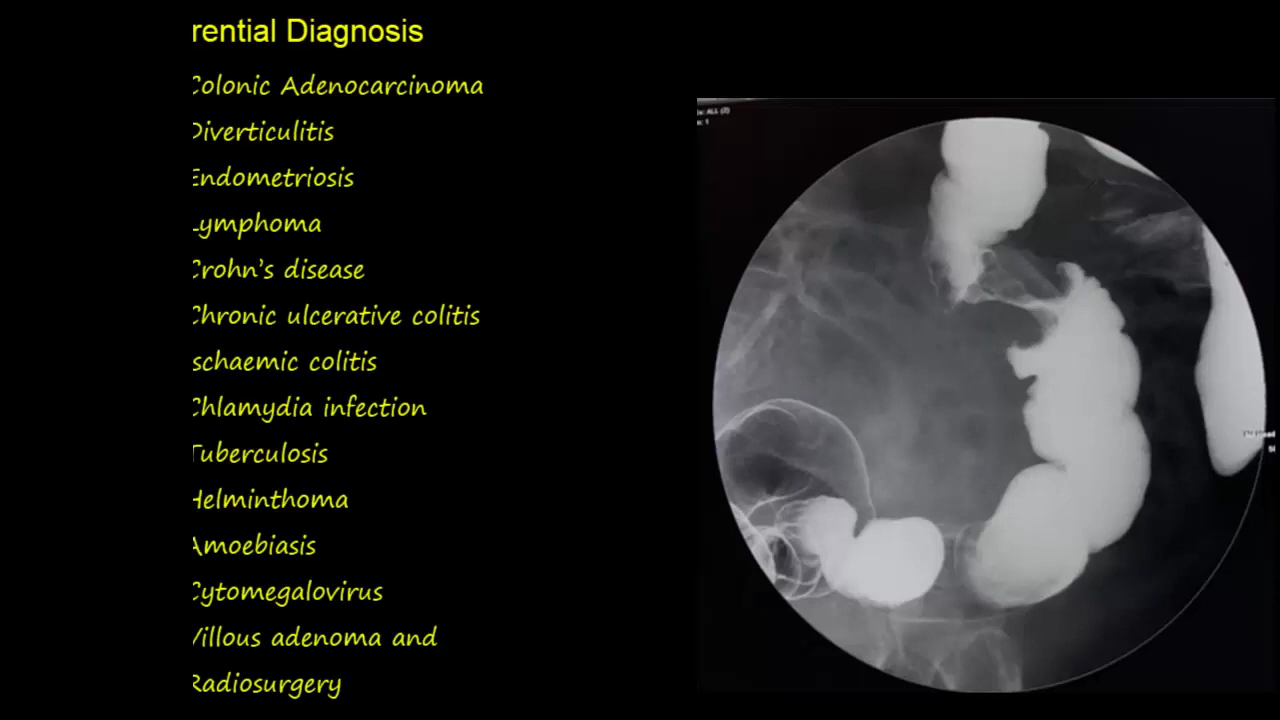 rential Diagnosis
Colonic Adenocarcinoma
Diverticulitis
Endometriosis
Lymphoma
Crohn's disease
Chronic ulcerative colitis
schaemic colitis
Chlamydia infection
Tuberculosis
Helminthoma
Amoebiasis
Cytomegalovirus
Villous adenoma and
Radiosurgery